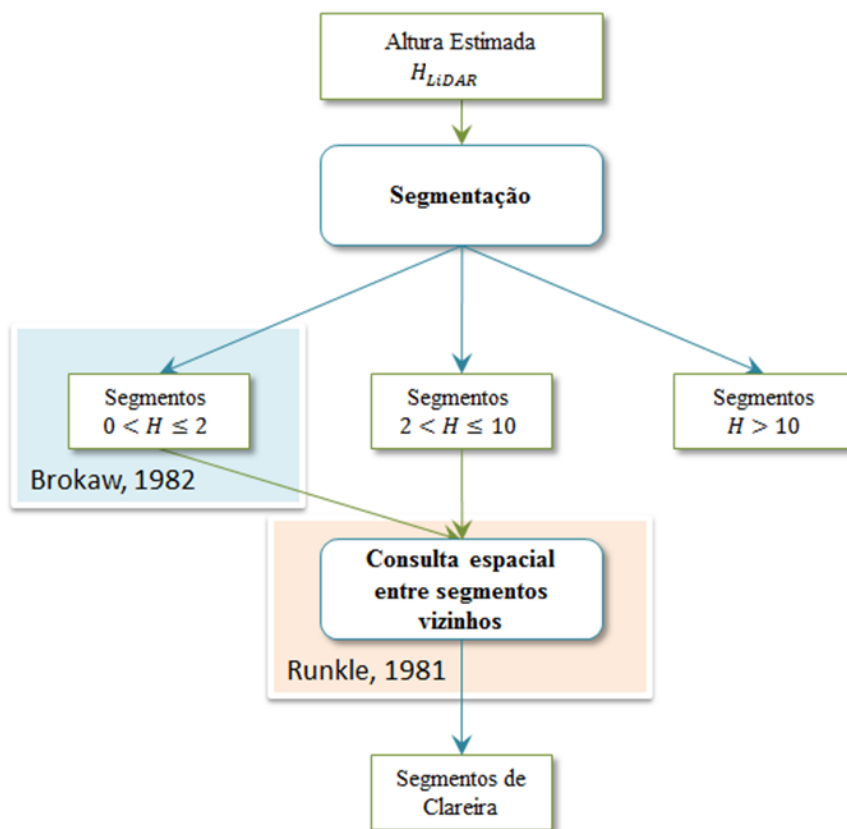 Altura Estimada
H_LiDAR
Segmentação
Segmentos
0 < H ≤ 2
Segmentos
2 < H ≤ 10
Segmentos
H > 10
Brokaw, 1982
Consulta espacial
entre segmentos
vizinhos
Runkle, 1981
Segmentos de
Clareira